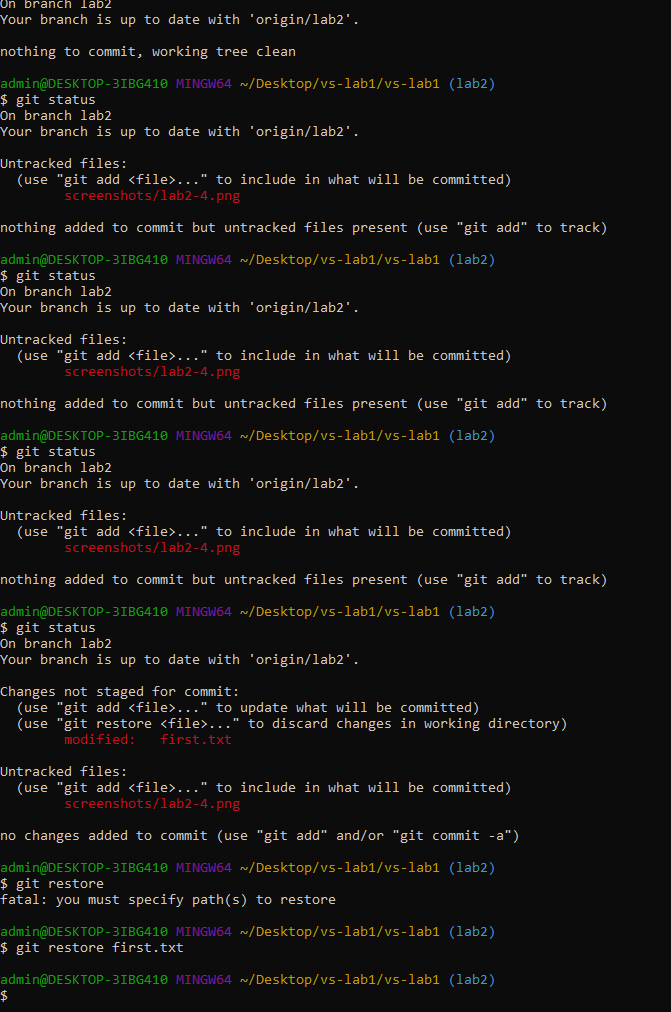 On branch lab2
Your branch is up to date with 'origin/lab2'.
nothing to commit, working tree clean
admin@DESKTOP-3IBG410 MINGW64 ~/Desktop/vs-lab1/vs-lab1 (lab2)
$ git status
On branch lab2
Your branch is up to date with 'origin/lab2'.
Untracked files:
(use "git add <file>..." to include in what will be committed)
screenshots/lab2-4.png
nothing added to commit but untracked files present (use "git add" to track)
admin@DESKTOP-3IBG410 MINGW64 ~/Desktop/vs-lab1/vs-lab1 (lab2)
$ git status
On branch lab2
Your branch is up to date with 'origin/lab2'.
Untracked files:
(use "git add <file>..." to include in what will be committed)
screenshots/lab2-4.png
nothing added to commit but untracked files present (use "git add" to track)
admin@DESKTOP-3IBG410 MINGW64 ~/Desktop/vs-lab1/vs-lab1 (lab2)
$ git status
On branch lab2
Your branch is up to date with 'origin/lab2'.
Untracked files:
(use "git add <file>..." to include in what will be committed)
screenshots/lab2-4.png
nothing added to commit but untracked files present (use "git add" to track)
admin@DESKTOP-3IBG410 MINGW64 ~/Desktop/vs-lab1/vs-lab1 (lab2)
$ git status
On branch lab2
Your branch is up to date with 'origin/lab2'.
Changes not staged for commit:
(use "git add <file>..." to update what will be committed)
(use "git restore <file>..." to discard changes in working directory)
modified:   first.txt
Untracked files:
(use "git add <file>..." to include in what will be committed)
screenshots/lab2-4.png
no changes added to commit (use "git add" and/or "git commit -a")
admin@DESKTOP-3IBG410 MINGW64 ~/Desktop/vs-lab1/vs-lab1 (lab2)
$ git restore
fatal: you must specify path(s) to restore
admin@DESKTOP-3IBG410 MINGW64 ~/Desktop/vs-lab1/vs-lab1 (lab2)
$ git restore first.txt
admin@DESKTOP-3IBG410 MINGW64 ~/Desktop/vs-lab1/vs-lab1 (lab2)
$